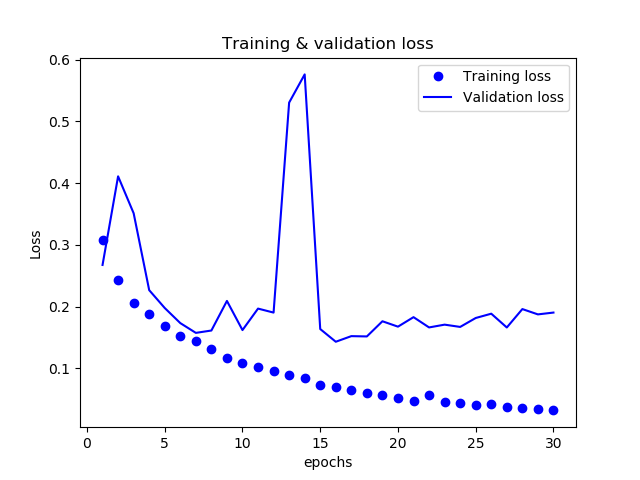 Training & validation loss
Training loss
Validation loss
Loss
0.6
0.5
0.4
0.3
0.2
0.1
0 5 10 15 20 25 30
epochs